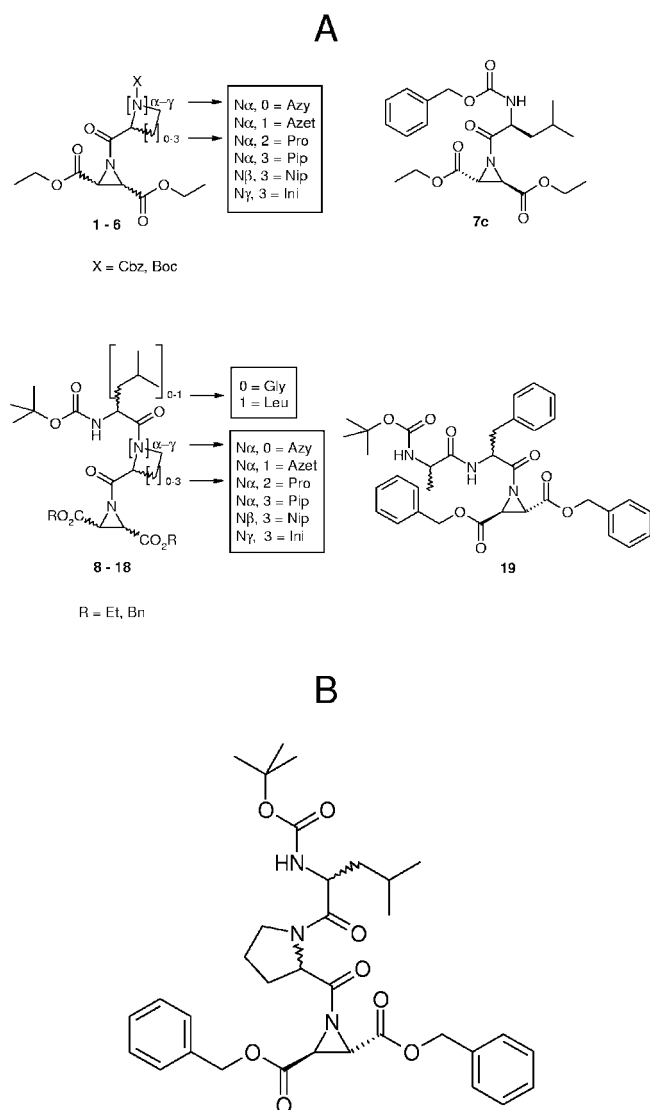 A
X
N
α–γ
0-3
O
N
O
O
O
O
1 - 6
X = Cbz, Boc
Nα, 0 = Azy
Nα, 1 = Azet
Nα, 2 = Pro
Nα, 3 = Pip
Nβ, 3 = Nip
Nγ, 3 = Ini
O
O
NH
O
N
O
O
O
O
7c
0-1
O
O
N
H
O
N
α–γ
0-3
O
N
RO2C
CO2R
8 - 18
R = Et, Bn
0 = Gly
1 = Leu
Nα, 0 = Azy
Nα, 1 = Azet
Nα, 2 = Pro
Nα, 3 = Pip
Nβ, 3 = Nip
Nγ, 3 = Ini
O
O
HN
O
N
H
O
N
O
O
O
O
19
B
O
O
HN
N
O
O
N
O
O
O
O